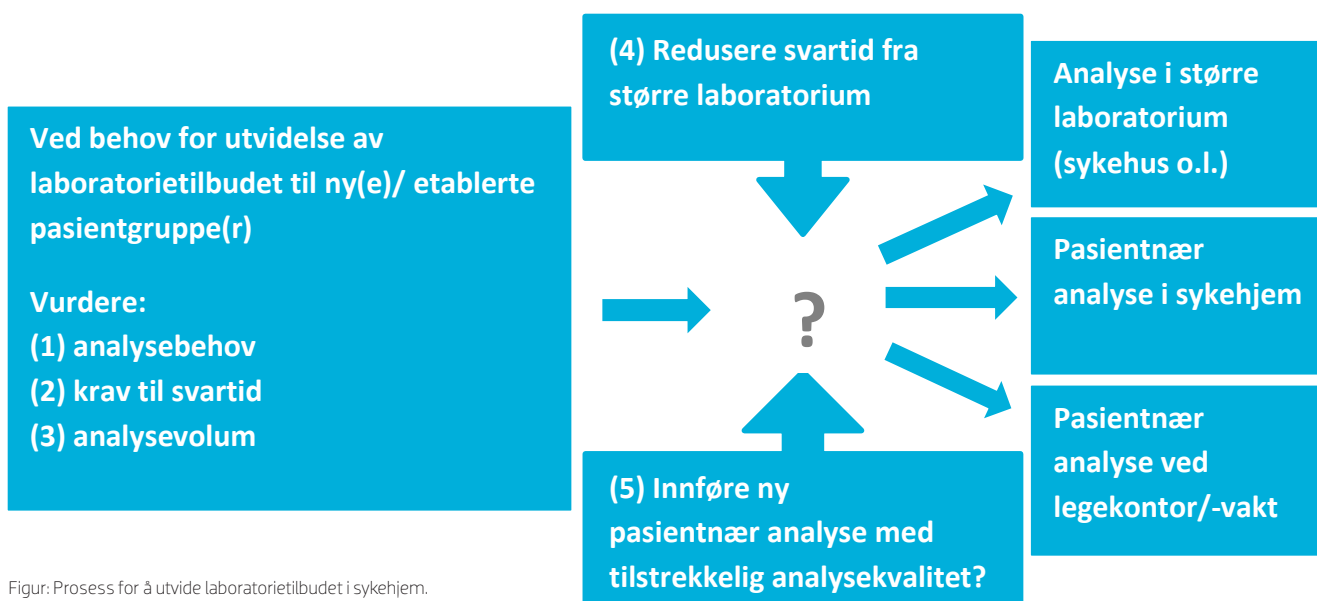 Ved behov for utvidelse av
laboratorietilbudet til ny(e)/ etablerte
pasientgruppe(r)
Vurdere:
(1) analysebehov
(2) krav til svartid
(3) analysevolum
(4) Redusere svartid fra
større laboratorium
?
(5) Innføre ny
pasientnær analyse med
tilstrekkelig analysekvalitet?
Analyse i større
laboratorium
(sykehus o.l.)
Pasientnær
analyse i sykehjem
Pasientnær
analyse ved
legekontor/-vakt
Figur: Prosess for å utvide laboratorietilbudet i sykehjem.